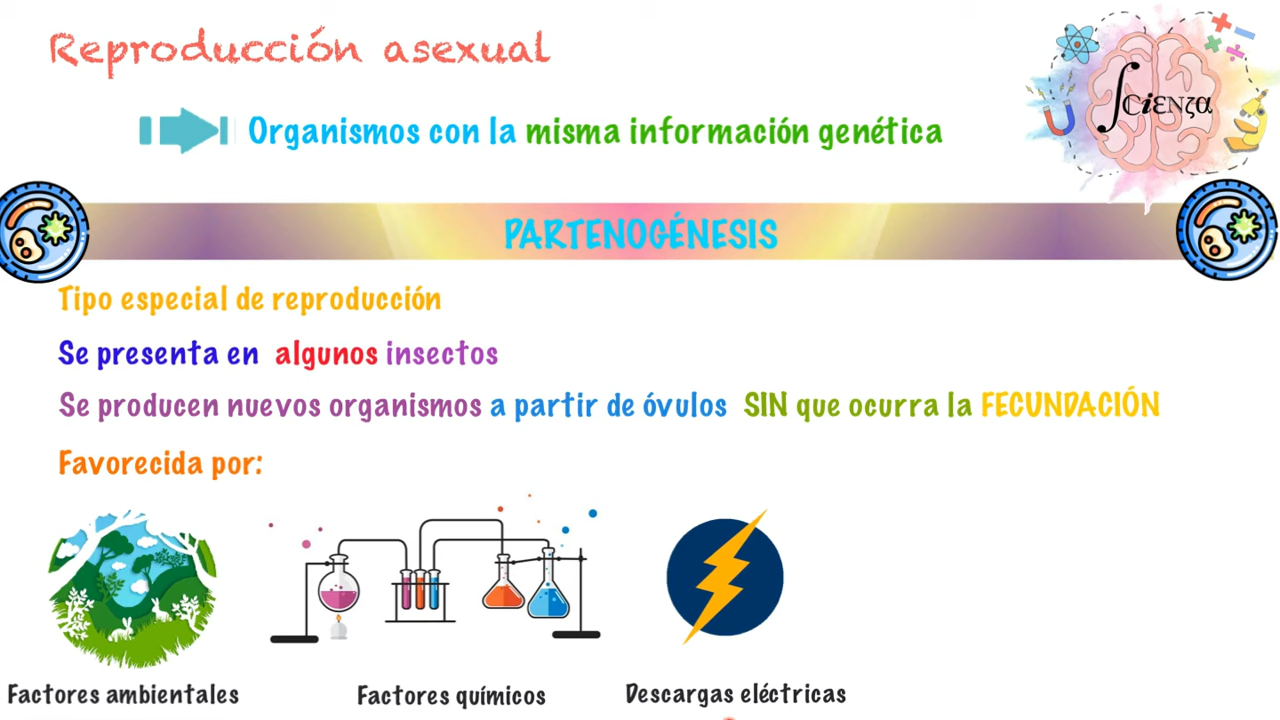 Reproducción asexual
Scienza
Organismos con la misma información genética
PARTENOGÉNESIS
Tipo especial de reproducción
Se presenta en algunos insectos
Se producen nuevos organismos a partir de óvulos SIN que ocurra la FECUNDACIÓN
Favorecida por:
Factores ambientales
Factores químicos
Descargas eléctricas